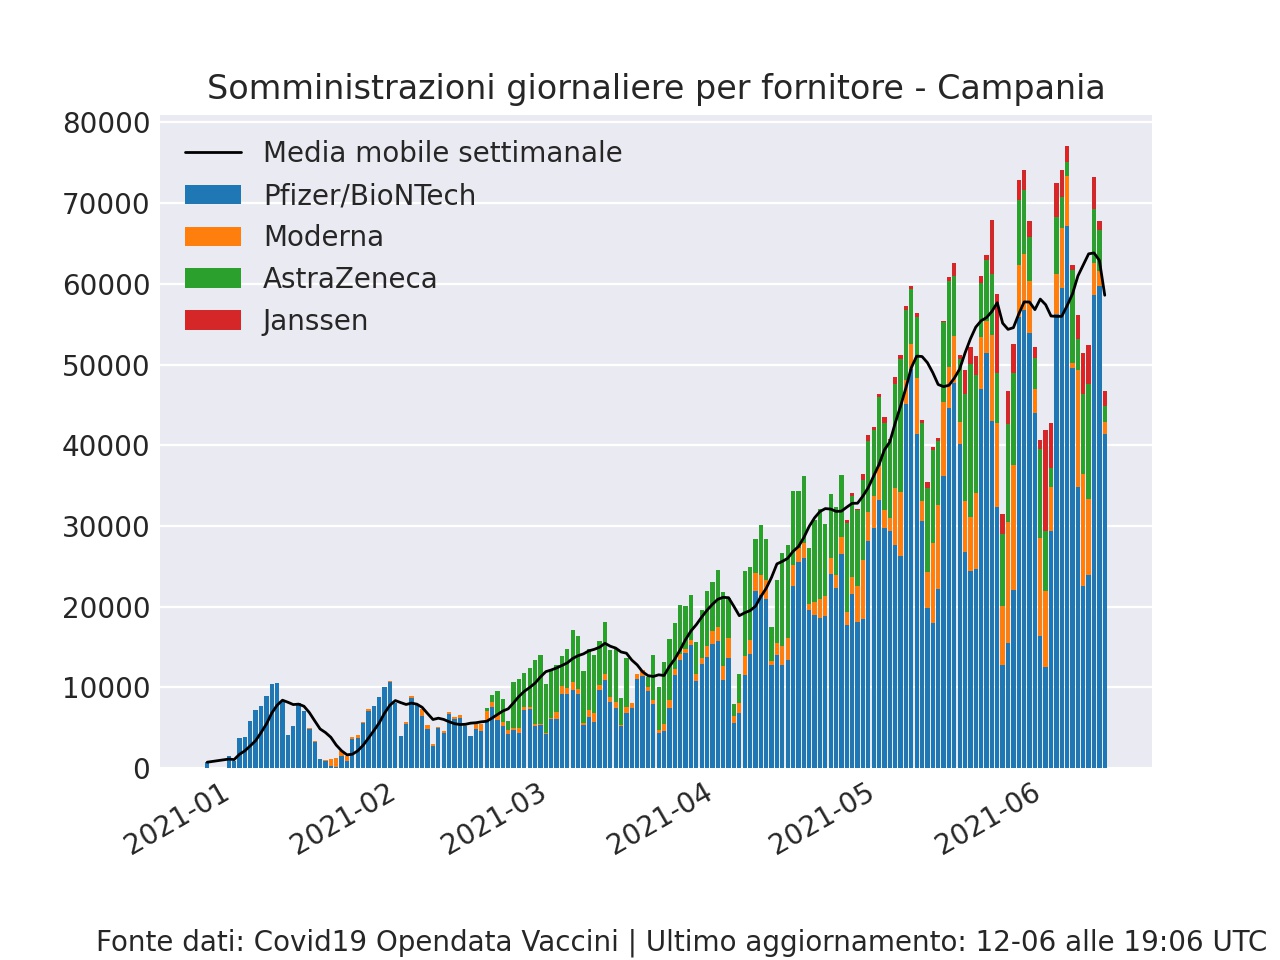 Somministrazioni giornaliere per fornitore - Campania
80000
70000
60000
50000
40000
30000
20000
10000
0
Media mobile settimanale
Pfizer/BioNTech
Moderna
AstraZeneca
Janssen
2021-01
2021-02
2021-03
2021-04
2021-05
2021-06
Fonte dati: Covid19 Opendata Vaccini | Ultimo aggiornamento: 12-06 alle 19:06 UTC